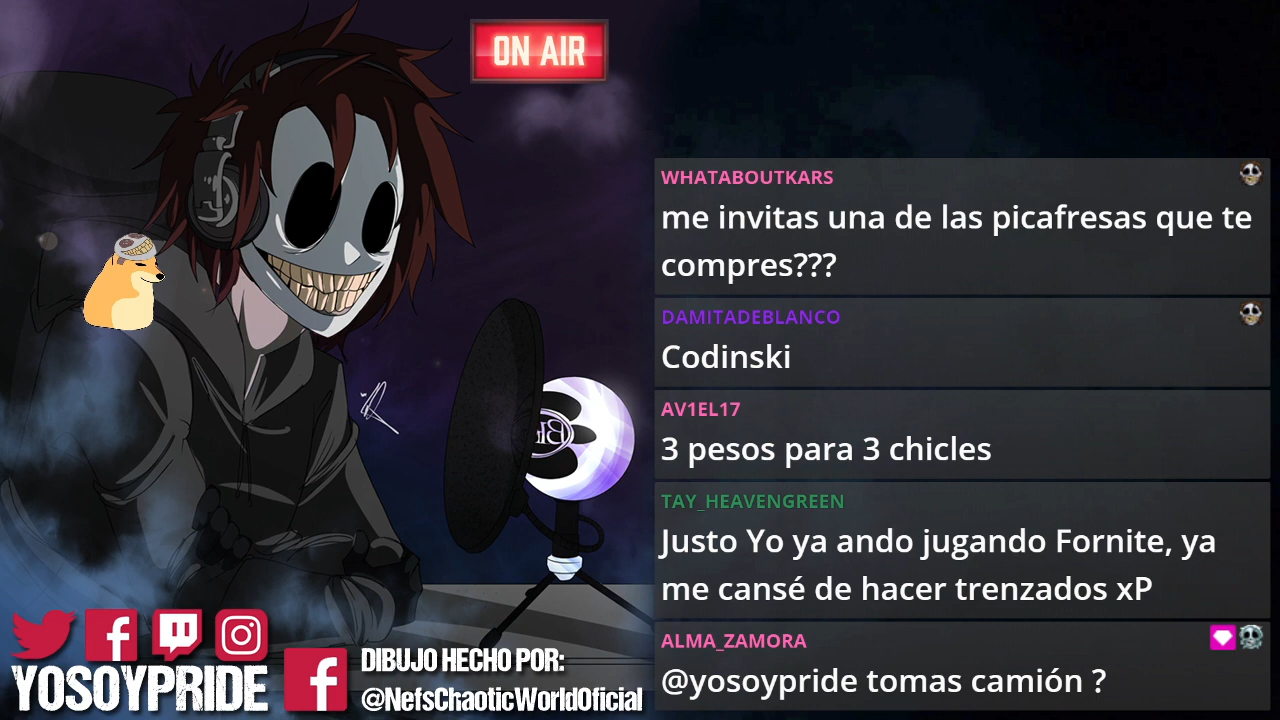 ON AIR
WHATABOUTKARS
me invitas una de las picafresas que te
compres???
DAMITADEBLANCO
Codinski
AV1EL17
3 pesos para 3 chicles
TAY_HEAVENGREEN
Justo Yo ya ando jugando Fornite, ya
me cansé de hacer trenzados xP
ALMA_ZAMORA
@yosoypride tomas camión ?
YOSOYPRIDE
DIBUJO HECHO POR:
@NefsChaoticWorldOficial